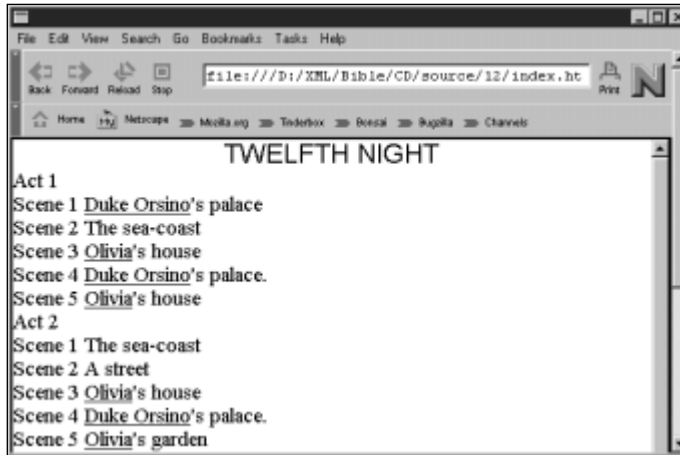 File Edit View Search Go Bookmarks Tasks Help
Back Forward Reload Stop file:///D:/XML/Bible/CD/source/12/index.ht Print N
Home My Netscape Mozilla.org Tinderbox Bonsai Bugzilla Channels
TWELFTH NIGHT
Act 1
Scene 1 Duke Orsino's palace
Scene 2 The sea-coast
Scene 3 Olivia's house
Scene 4 Duke Orsino's palace.
Scene 5 Olivia's house
Act 2
Scene 1 The sea-coast
Scene 2 A street
Scene 3 Olivia's house
Scene 4 Duke Orsino's palace.
Scene 5 Olivia's garden